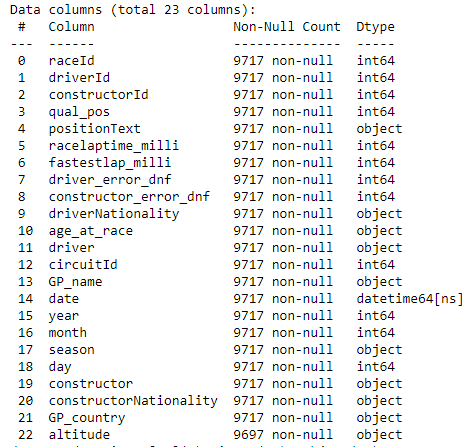 Data columns (total 23 columns):
 #   Column                  Non-Null Count  Dtype
---  ------                  --------------  -----
 0   raceId                  9717 non-null   int64
 1   driverId                9717 non-null   int64
 2   constructorId           9717 non-null   int64
 3   qual_pos                9717 non-null   int64
 4   positionText            9717 non-null   object
 5   racelaptime_milli       9717 non-null   int64
 6   fastestlap_milli        9717 non-null   int64
 7   driver_error_dnf        9717 non-null   int64
 8   constructor_error_dnf   9717 non-null   int64
 9   driverNationality       9717 non-null   object
 10  age_at_race             9717 non-null   object
 11  driver                  9717 non-null   object
 12  circuitId               9717 non-null   int64
 13  GP_name                 9717 non-null   object
 14  date                    9717 non-null   datetime64[ns]
 15  year                    9717 non-null   int64
 16  month                   9717 non-null   int64
 17  season                  9717 non-null   object
 18  day                     9717 non-null   int64
 19  constructor             9717 non-null   object
 20  constructorNationality  9717 non-null   object
 21  GP_country              9717 non-null   object
 22  altitude                9697 non-null   object